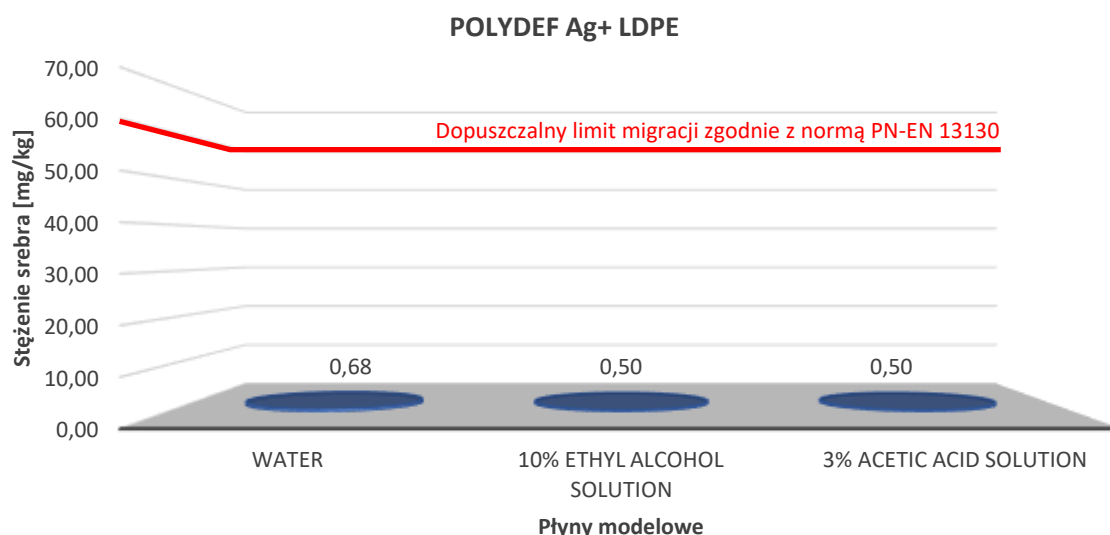 POLYDEF Ag+ LDPE
Stężenie srebra [mg/kg]
70,00
60,00
50,00
40,00
30,00
20,00
10,00
0,00
Dopuszczalny limit migracji zgodnie z normą PN-EN 13130
0,68
0,50
0,50
WATER
10% ETHYL ALCOHOL
SOLUTION
3% ACETIC ACID SOLUTION
Płyny modelowe